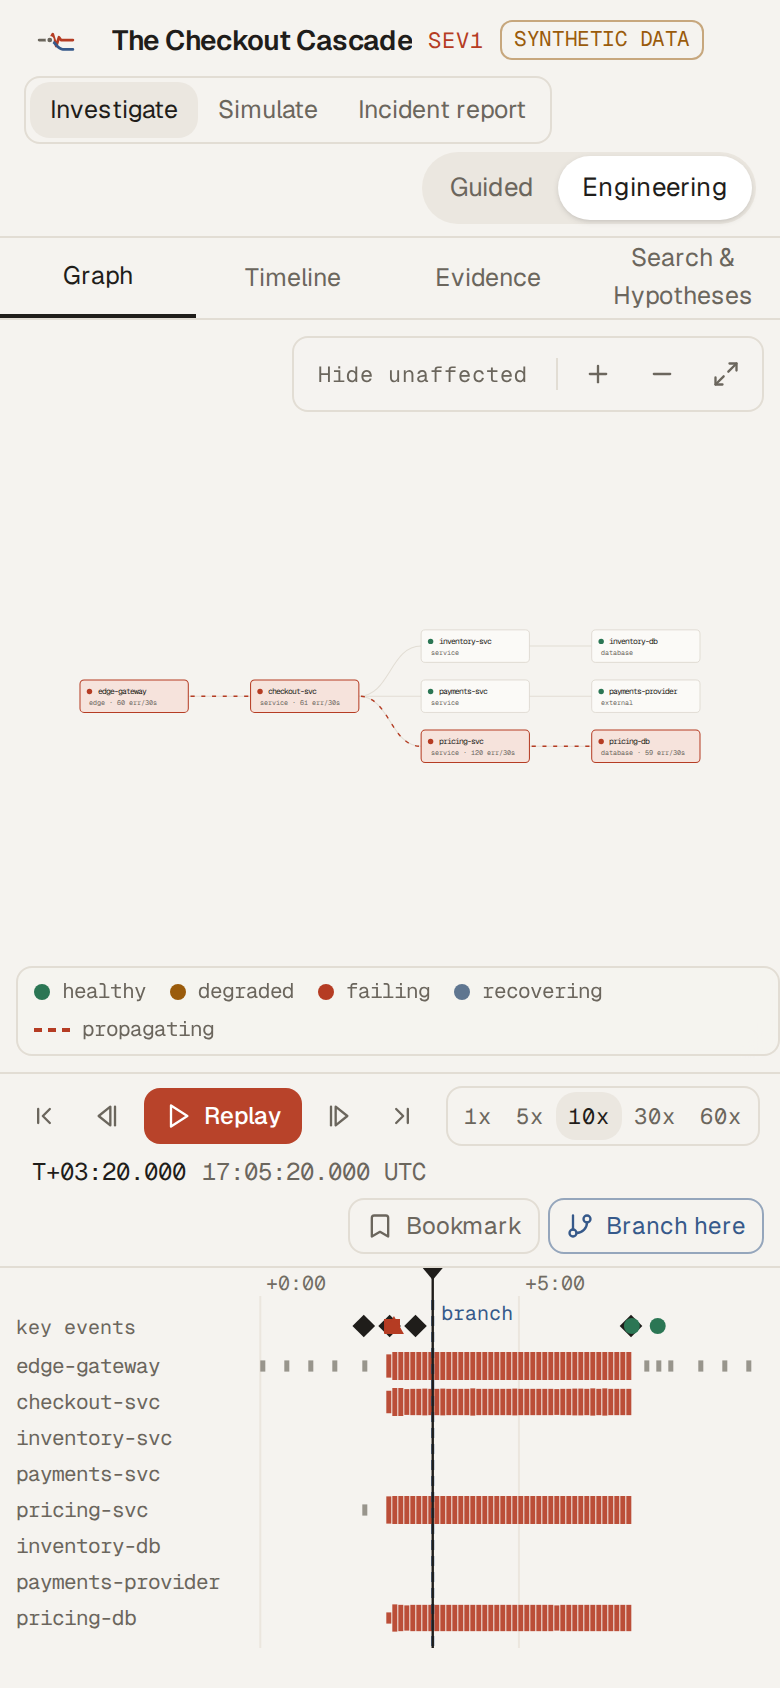 The Checkout Cascade SEV1 SYNTHETIC DATA
Investigate Simulate Incident report
Guided Engineering
Graph Timeline Evidence Search & Hypotheses
Hide unaffected
inventory-svc
service
inventory-db
database
edge-gateway
edge · 60 err/30s
checkout-svc
service · 61 err/30s
payments-svc
service
payments-provider
external
pricing-svc
service · 120 err/30s
pricing-db
database · 59 err/30s
healthy degraded failing recovering
propagating
Replay 1x 5x 10x 30x 60x
T+03:20.000 17:05:20.000 UTC
Bookmark Branch here
+0:00 +5:00
branch
key events
edge-gateway
checkout-svc
inventory-svc
payments-svc
pricing-svc
inventory-db
payments-provider
pricing-db